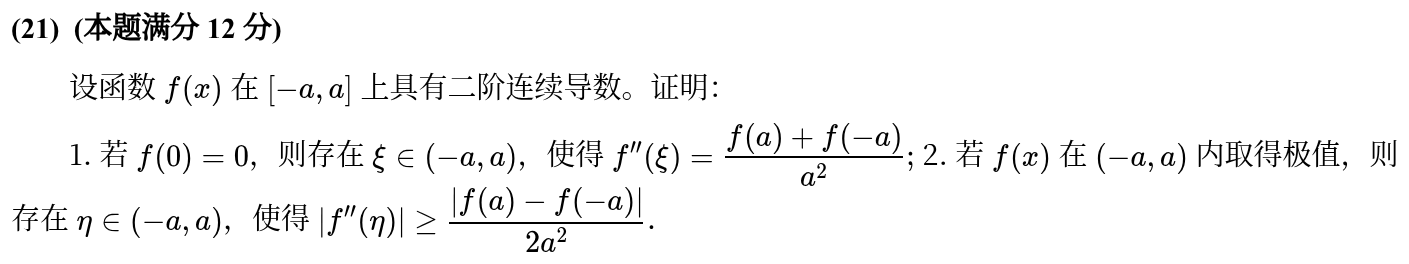 (21) (本题满分 12 分)
设函数 f(x) 在 [−a, a] 上具有二阶连续导数。证明：
1. 若 f(0) = 0，则存在 ξ ∈ (−a, a)，使得 f″(ξ) = \frac{f(a) + f(−a)}{a²}; 2. 若 f(x) 在 (−a, a) 内取得极值，则
存在 η ∈ (−a, a)，使得 |f″(η)| ≥ \frac{|f(a) − f(−a)|}{2a²}.